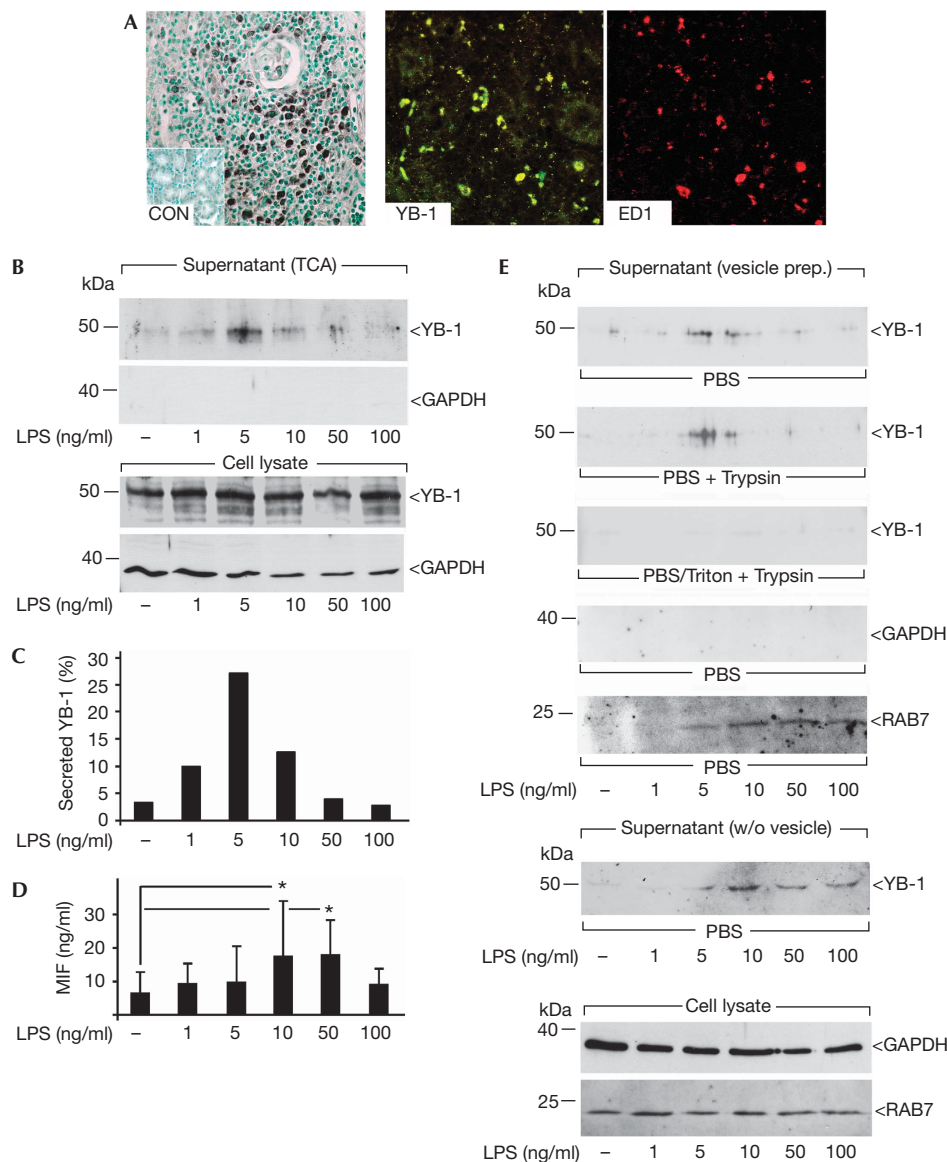 A
CON
YB-1
ED1
B
Supernatant (TCA)
kDa
50
<YB-1
40
<GAPDH
LPS (ng/ml) – 1 5 10 50 100
Cell lysate
50
<YB-1
40
<GAPDH
LPS (ng/ml) – 1 5 10 50 100
C
Secreted YB-1 (%)
30
25
20
15
10
5
0
LPS (ng/ml) – 1 5 10 50 100
D
MIF (ng/ml)
* 
*
30
20
10
LPS (ng/ml) – 1 5 10 50 100
E
Supernatant (vesicle prep.)
kDa
50
<YB-1
PBS
50
<YB-1
PBS + Trypsin
50
<YB-1
PBS/Triton + Trypsin
40
<GAPDH
PBS
25
<RAB7
PBS
LPS (ng/ml) – 1 5 10 50 100
Supernatant (w/o vesicle)
kDa
50
<YB-1
PBS
LPS (ng/ml) – 1 5 10 50 100
Cell lysate
kDa
40
<GAPDH
25
<RAB7
LPS (ng/ml) – 1 5 10 50 100